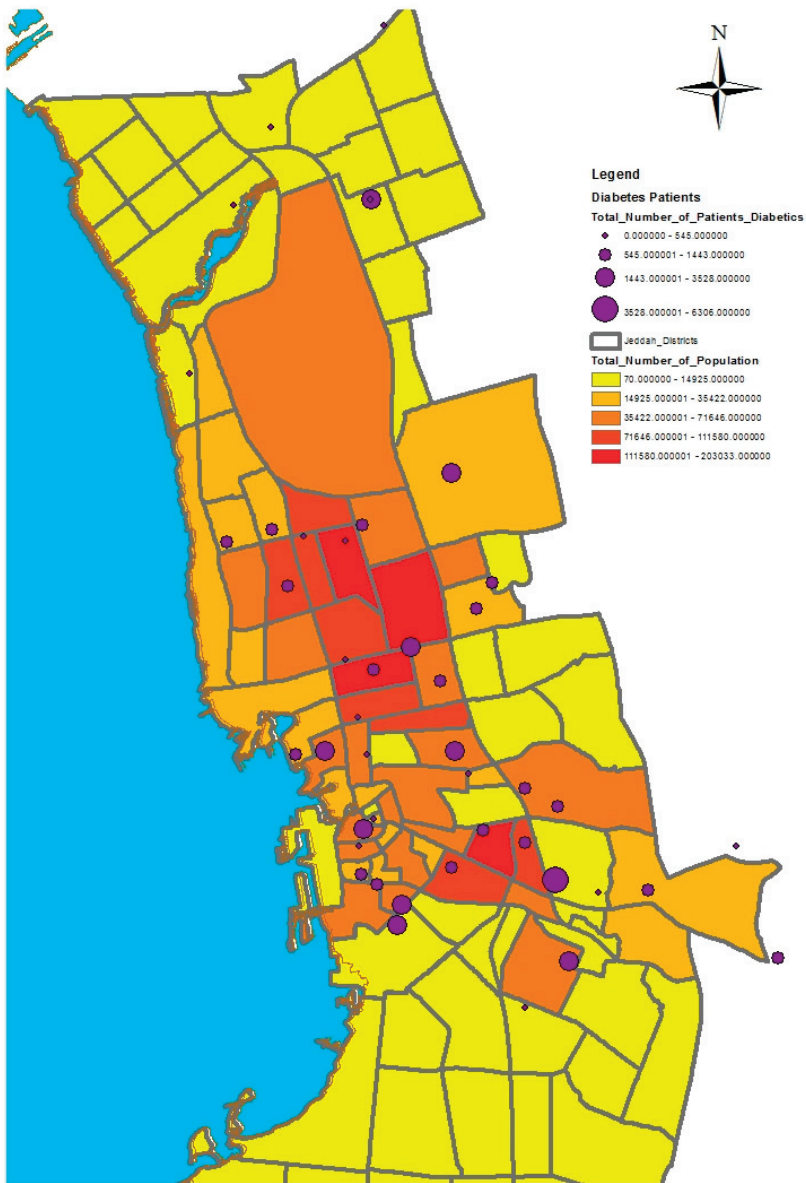 N
Legend
Diabetes Patients
Total_Number_of_Patients_Diabetics
0.000000 - 545.000000
545.000001 - 1443.000000
1443.000001 - 3528.000000
3528.000001 - 6306.000000
Jeddah_Districts
Total_Number_of_Population
70.000000 - 14925.000000
14925.000001 - 35422.000000
35422.000001 - 71646.000000
71646.000001 - 111580.000000
111580.000001 - 203033.000000